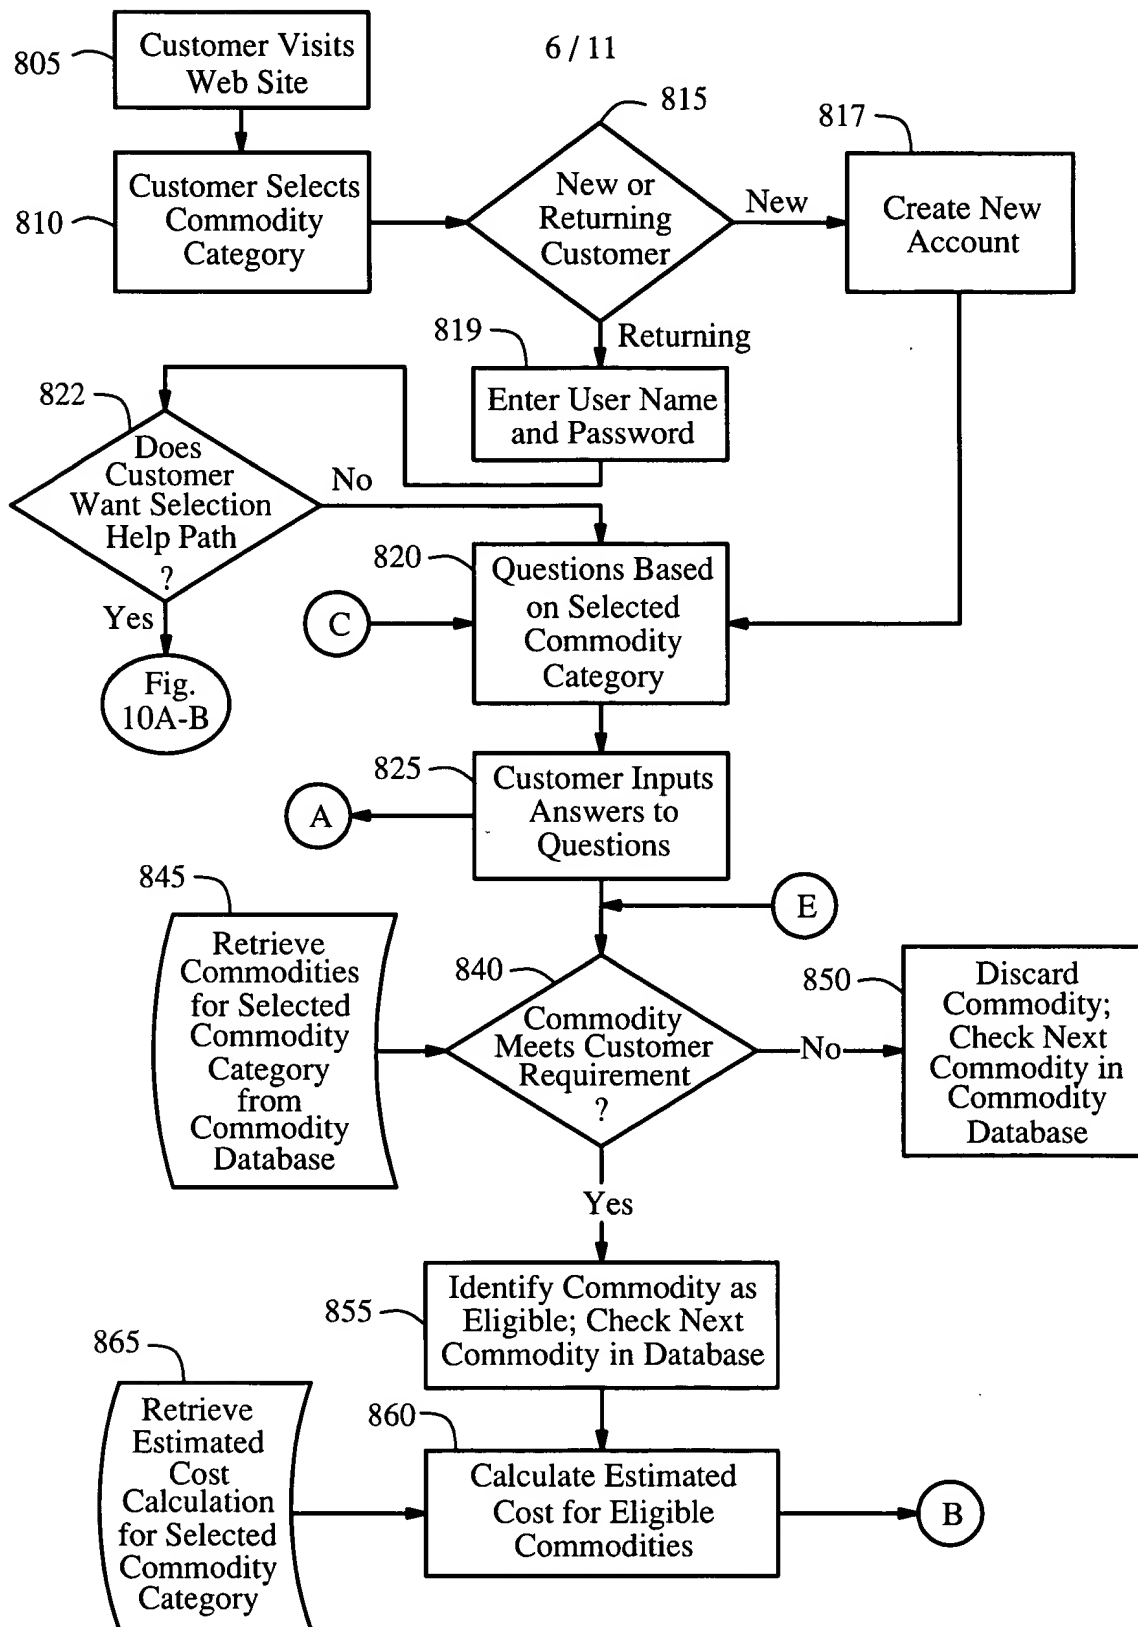 6 / 11
805
Customer Visits
Web Site
810
Customer Selects
Commodity
Category
815
New or
Returning
Customer
New
817
Create New
Account
Returning
819
Enter User Name
and Password
822
Does
Customer
Want Selection
Help Path
?
No
Yes
Fig.
10A-B
820
Questions Based
on Selected
Commodity
Category
C
825
Customer Inputs
Answers to
Questions
A
E
845
Retrieve
Commodities
for Selected
Commodity
Category
from
Commodity
Database
840
Commodity
Meets Customer
Requirement
?
No
850
Discard
Commodity;
Check Next
Commodity in
Commodity
Database
Yes
855
Identify Commodity as
Eligible; Check Next
Commodity in Database
865
Retrieve
Estimated
Cost
Calculation
for Selected
Commodity
Category
860
Calculate Estimated
Cost for Eligible
Commodities
B